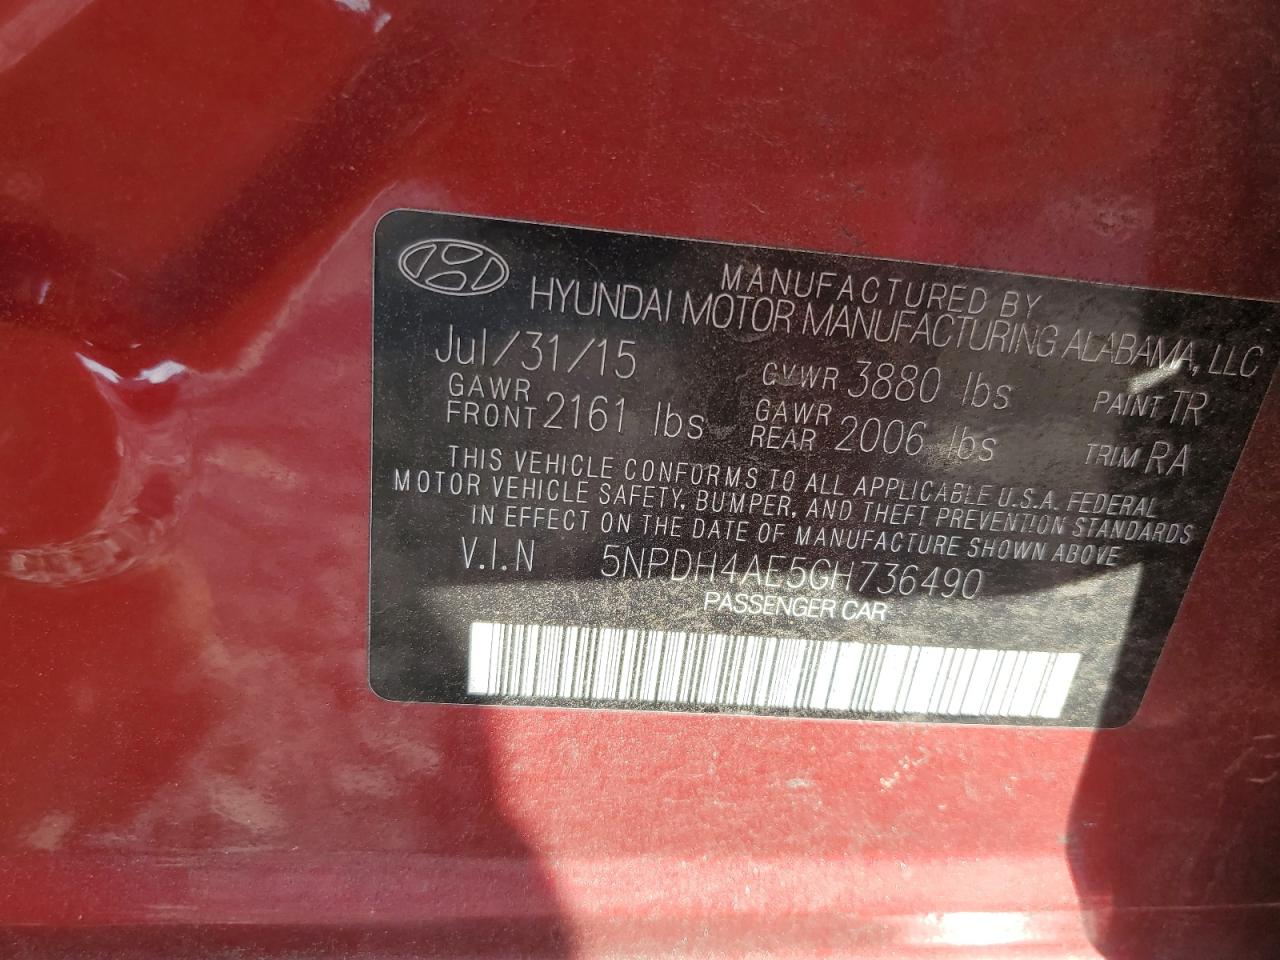 MANUFACTURED BY
HYUNDAI MOTOR MANUFACTURING ALABAMA, LLC
Jul/31/15 GVWR 3880 lbs PAINT TR
GAWR FRONT 2161 lbs GAWR REAR 2006 lbs TRIM RA
THIS VEHICLE CONFORMS TO ALL APPLICABLE U.S.A. FEDERAL
MOTOR VEHICLE SAFETY, BUMPER, AND THEFT PREVENTION STANDARDS
IN EFFECT ON THE DATE OF MANUFACTURE SHOWN ABOVE
V.I.N 5NPDH4AE5GH736490
PASSENGER CAR